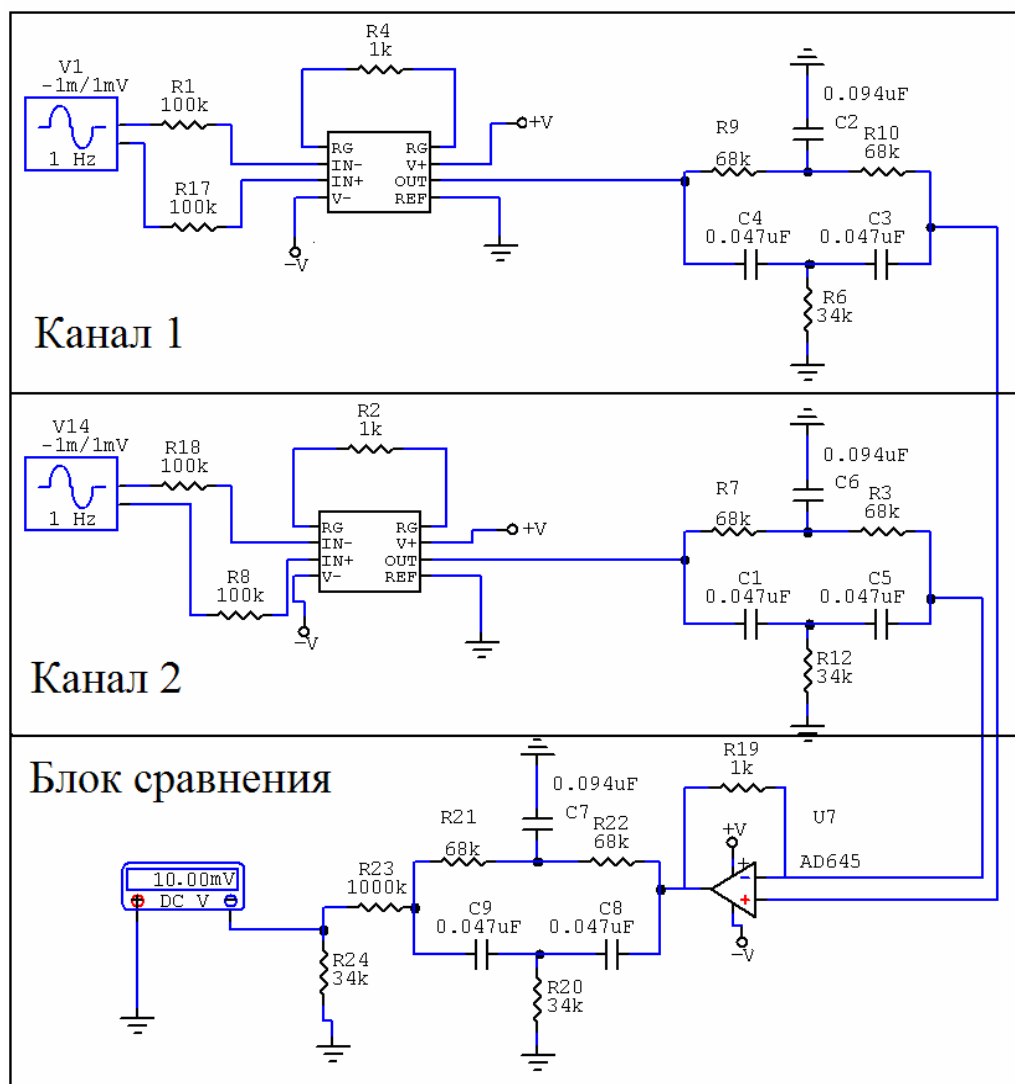 V1
-1m/1mV
1 Hz
R1
100k
R17
100k
R4
1k
RG
IN-
IN+
V-
RG
V+
OUT
REF
+V
-V
0.094uF
C2
R9
68k
R10
68k
C4
0.047uF
C3
0.047uF
R6
34k
Канал 1
V14
-1m/1mV
1 Hz
R18
100k
R8
100k
R2
1k
RG
IN-
IN+
V-
RG
V+
OUT
REF
+V
-V
0.094uF
C6
R7
68k
R3
68k
C1
0.047uF
C5
0.047uF
R12
34k
Канал 2
Блок сравнения
0.094uF
C7
R21
68k
R22
68k
R19
1k
U7
AD645
+V
-V
10.00mV
DC V
R23
1000k
C9
0.047uF
C8
0.047uF
R24
34k
R20
34k